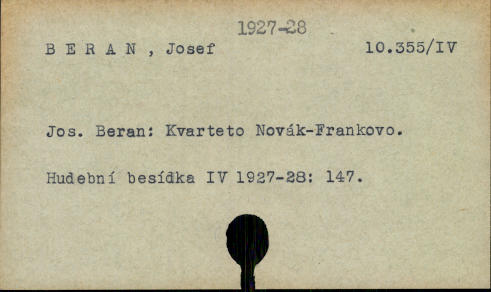 1927-28
B E R A N , Josef 10.355/IV
Jos. Beran: Kvarteto Novák-Frankovo.
Hudební besídka IV 1927-28: 147.